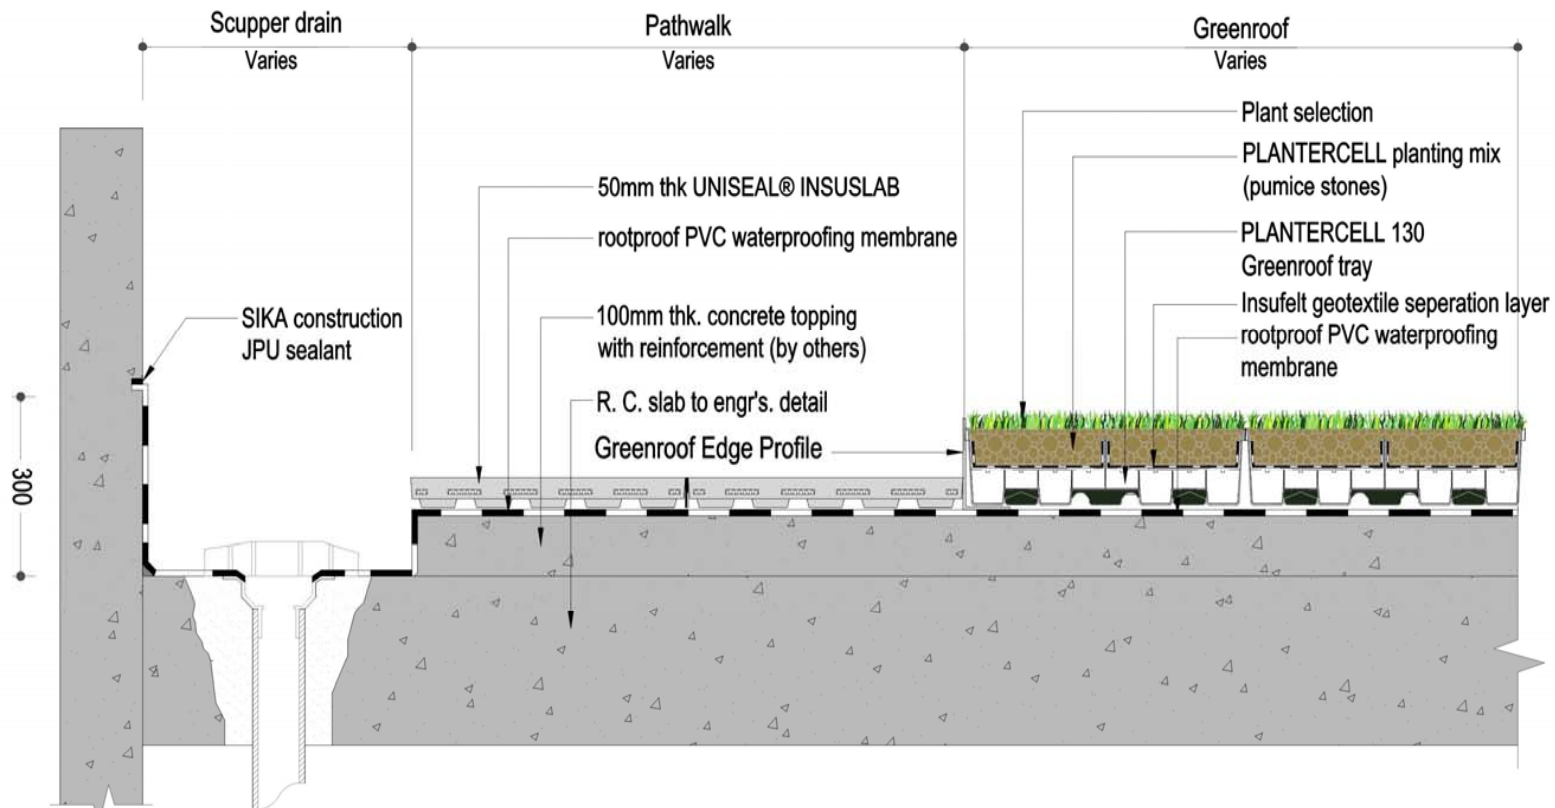 Scupper drain
Varies
Pathwalk
Varies
Greenroof
Varies
Plant selection
PLANTERCELL planting mix
(pumice stones)
PLANTERCELL 130
Greenroof tray
Insufelt geotextile seperation layer
rootproof PVC waterproofing
membrane
50mm thk UNISEAL® INSUSLAB
rootproof PVC waterproofing membrane
100mm thk. concrete topping
with reinforcement (by others)
R. C. slab to engr's. detail
Greenroof Edge Profile
SIKA construction
JPU sealant
300